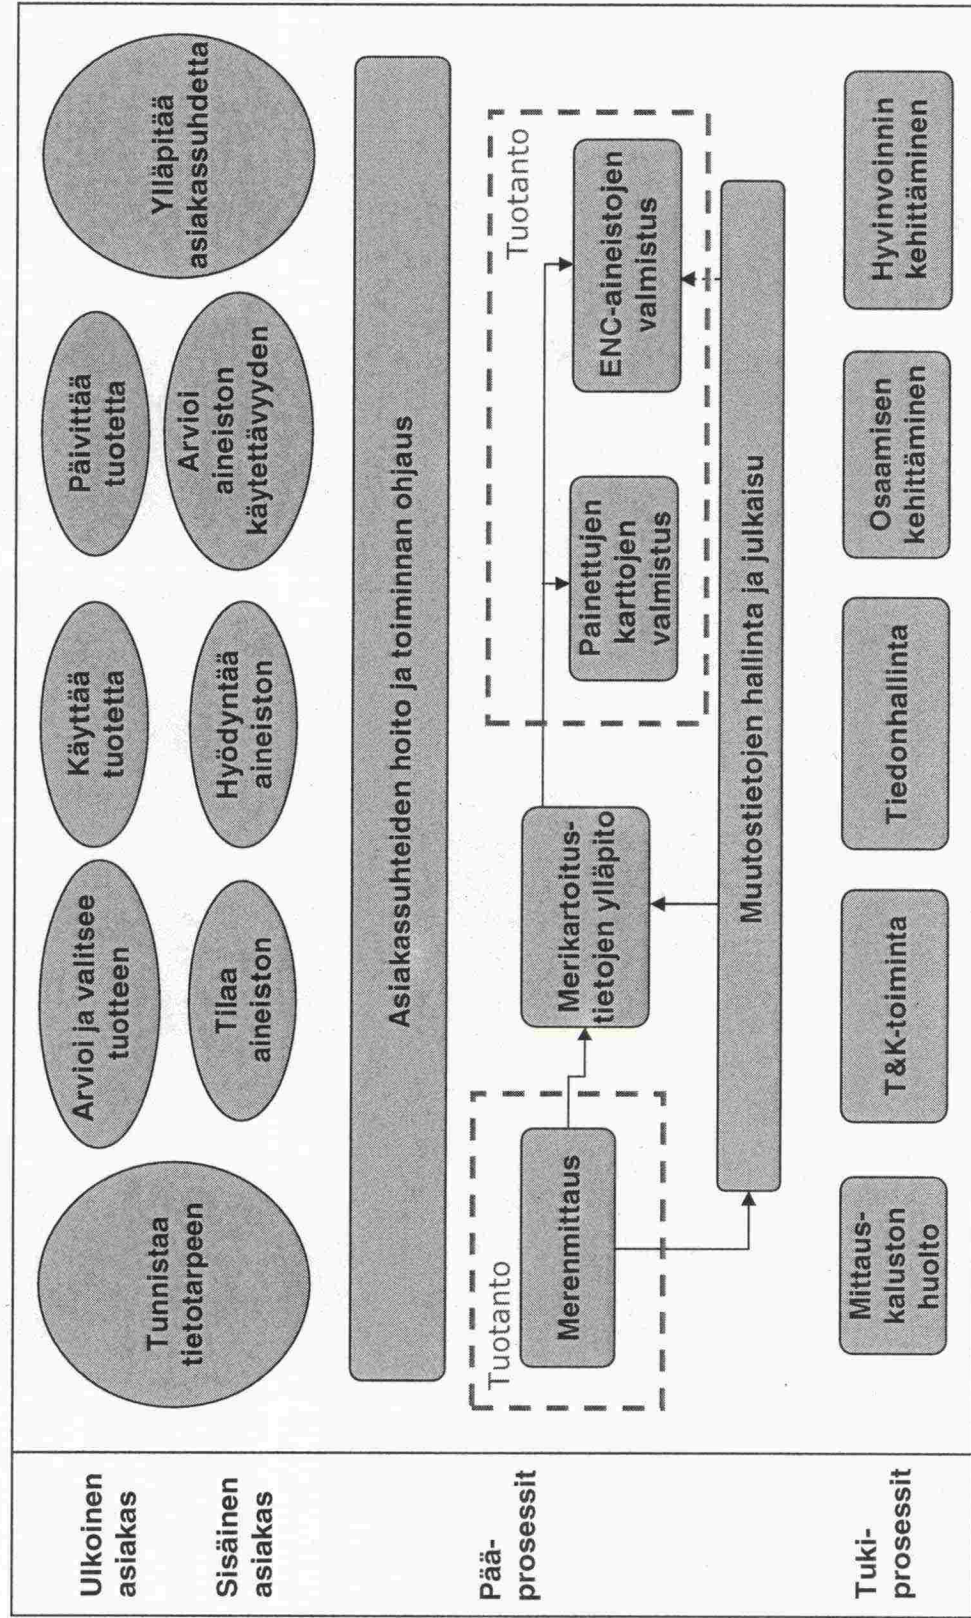 Ulkoinen
asiakas
Sisäinen
asiakas
Tunnistaa
tietotarpeen
Arvioi ja valitsee
tuotteen
Tilaa
aineiston
Käyttää
tuotetta
Hyödyntää
aineiston
Päivittää
tuotetta
Arvioi
aineiston
käytettävyyden
Ylläpitää
asiakassuhdetta
Pää-
prosessit
Asiakassuhteiden hoito ja toiminnan ohjaus
Tuotanto
Merenmittaus
Merikartoitus-
tietojen ylläpito
Tuotanto
Painettujen
karttojen
valmistus
ENC-aineistojen
valmistus
Muutostietojen hallinta ja julkaisu
Tuki-
prosessit
Mittaus-
kaluston
huolto
T&K-toiminta
Tiedonhallinta
Osaamisen
kehittäminen
Hyvinvoinnin
kehittäminen